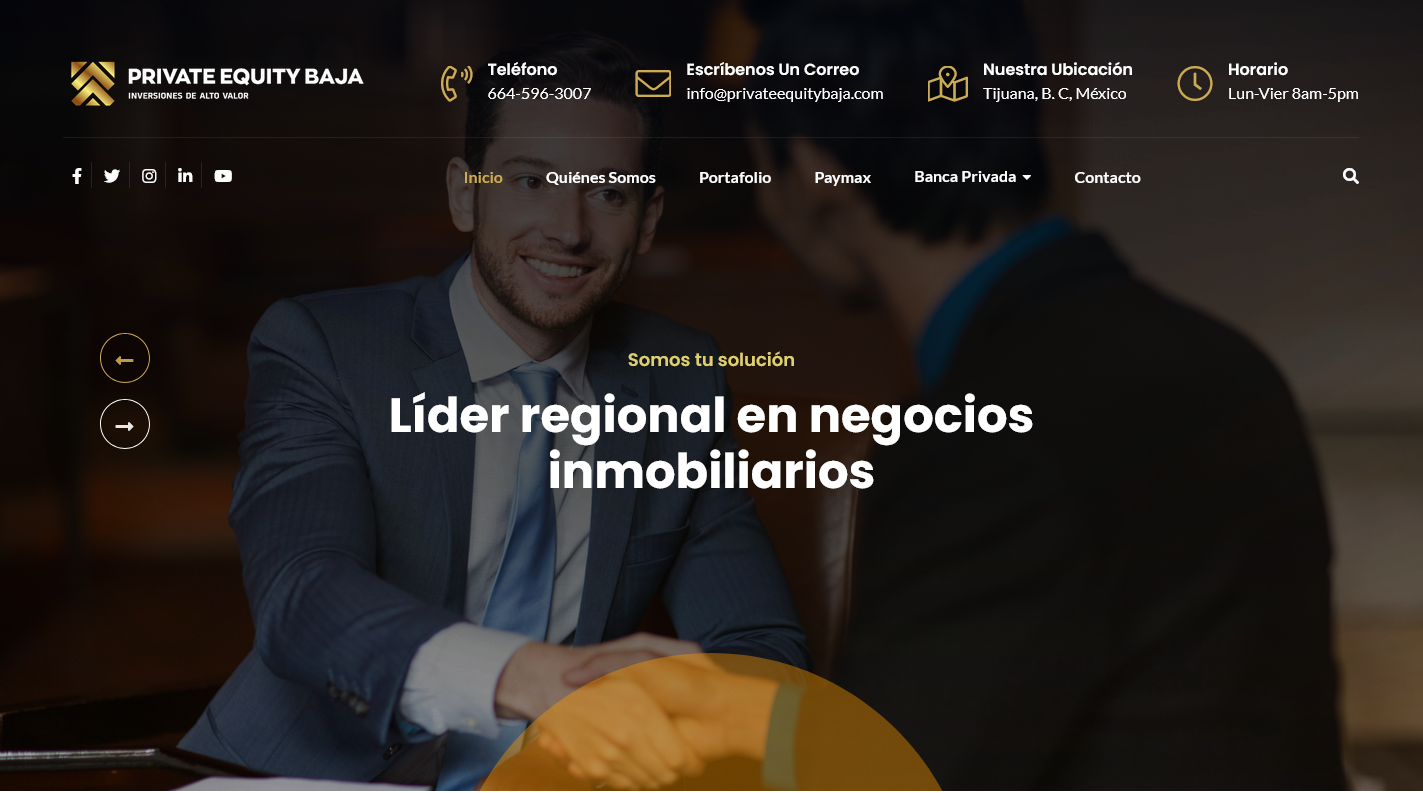 PRIVATE EQUITY BAJA
INVERSIONES DE ALTO VALOR
Teléfono
664-596-3007
Escríbenos Un Correo
info@privateequitybaja.com
Nuestra Ubicación
Tijuana, B. C, México
Horario
Lun-Vier 8am-5pm
Inicio
Quiénes Somos
Portafolio
Paymax
Banca Privada
Contacto
Somos tu solución
Líder regional en negocios
inmobiliarios